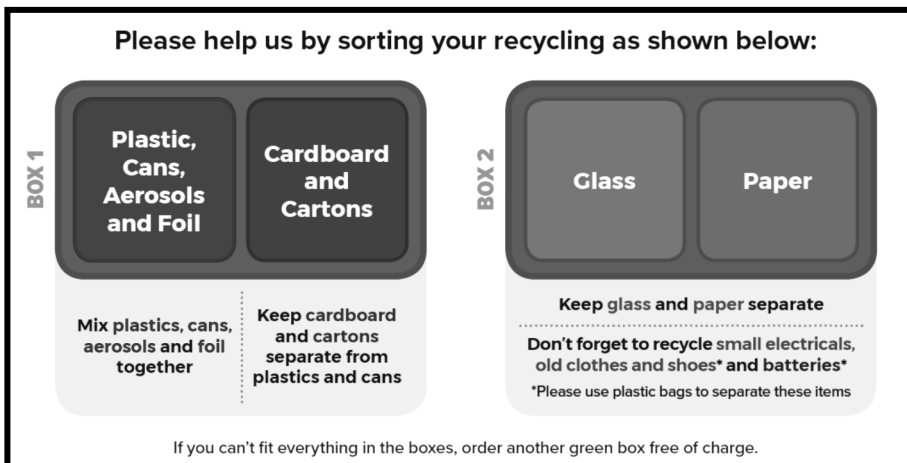 Please help us by sorting your recycling as shown below:
BOX 1
Plastic,
Cans,
Aerosols
and Foil
Cardboard
and
Cartons
Mix plastics, cans,
aerosols and foil
together
Keep cardboard
and cartons
separate from
plastics and cans
BOX 2
Glass
Paper
Keep glass and paper separate
Don't forget to recycle small electricals,
old clothes and shoes* and batteries*
*Please use plastic bags to separate these items
If you can't fit everything in the boxes, order another green box free of charge.